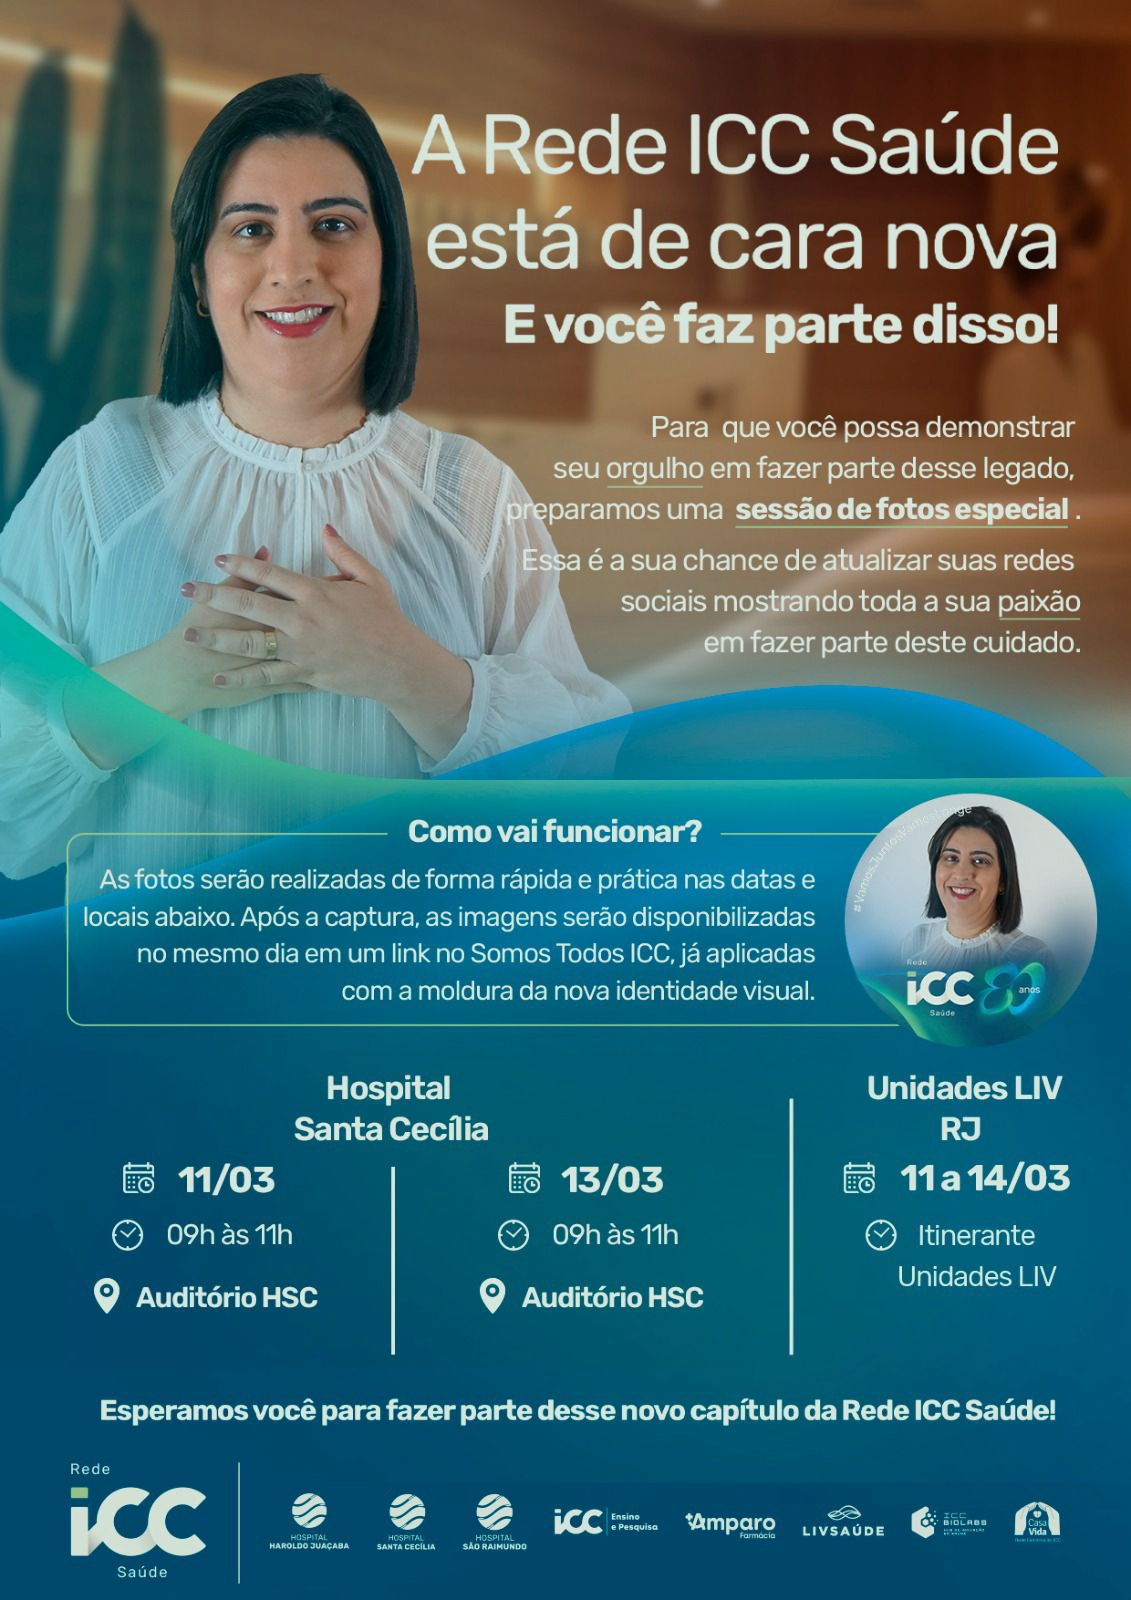 A Rede ICC Saúde
está de cara nova
E você faz parte disso!
Para que você possa demonstrar
seu orgulho em fazer parte desse legado,
preparamos uma sessão de fotos especial .
Essa é a sua chance de atualizar suas redes
sociais mostrando toda a sua paixão
em fazer parte deste cuidado.
Como vai funcionar?
As fotos serão realizadas de forma rápida e prática nas datas e
locais abaixo. Após a captura, as imagens serão disponibilizadas
no mesmo dia em um link no Somos Todos ICC, já aplicadas
com a moldura da nova identidade visual.
#VamosJuntosVamosLonge
Rede
icc 80 anos
Saúde
Hospital
Santa Cecília
11/03
09h às 11h
Auditório HSC
13/03
09h às 11h
Auditório HSC
Unidades LIV
RJ
11 a 14/03
Itinerante
Unidades LIV
Esperamos você para fazer parte desse novo capítulo da Rede ICC Saúde!
Rede
icc
Saúde
HOSPITAL
HAROLDO JUAÇABA
HOSPITAL
SANTA CECÍLIA
HOSPITAL
SÃO RAIMUNDO
icc Ensino
e Pesquisa
Amparo
Farmácia
LIVSAÚDE
ICC
BIOLABS
Casa
Vida